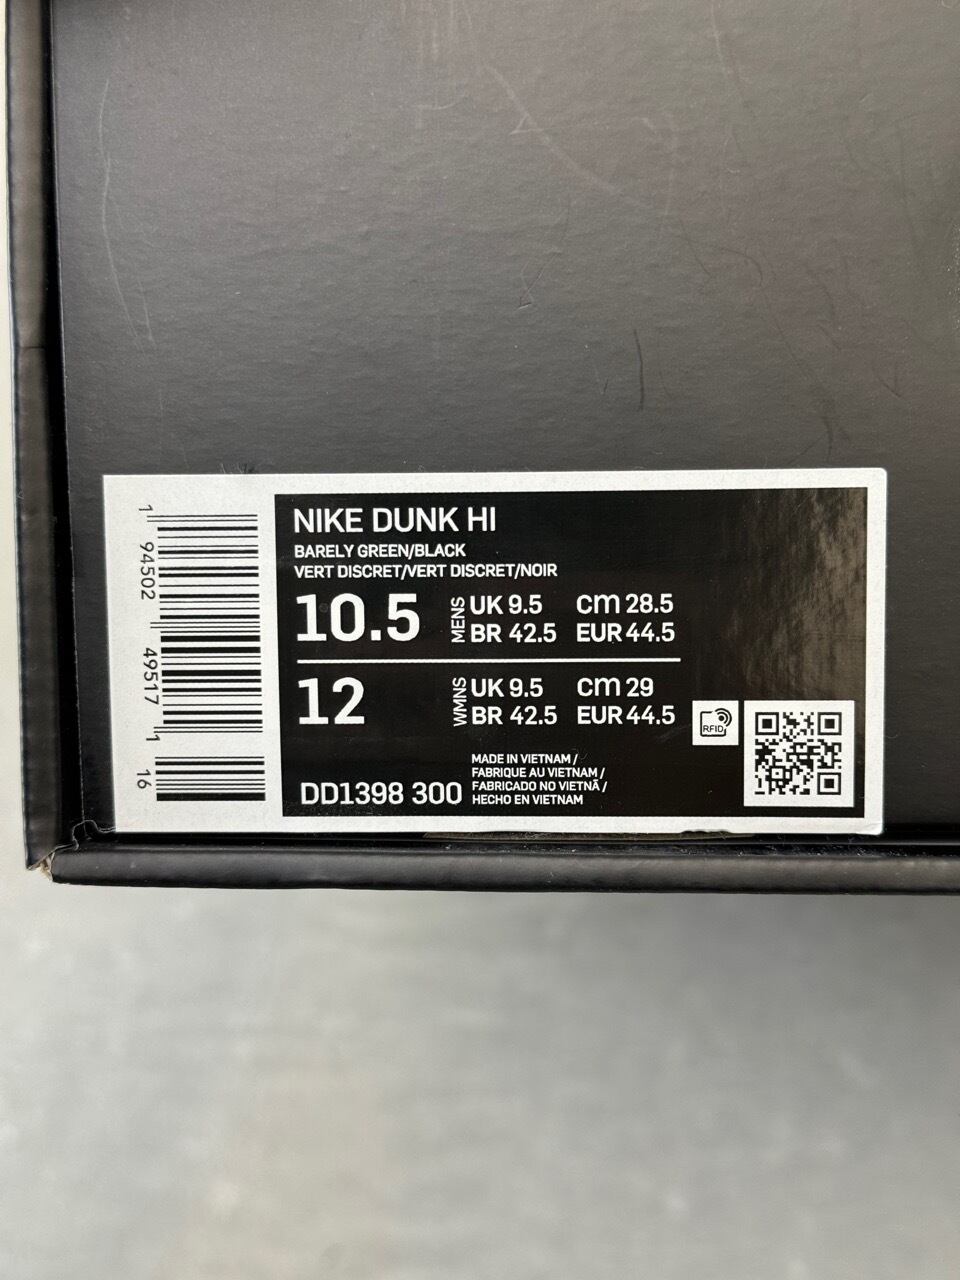 1 94502 49517 1 16
NIKE DUNK HI
BARELY GREEN/BLACK
VERT DISCRET/VERT DISCRET/NOIR
10.5 MENS UK 9.5 cm 28.5
BR 42.5 EUR 44.5
12 WMNS UK 9.5 cm 29
BR 42.5 EUR 44.5
RFID
MADE IN VIETNAM /
FABRIQUE AU VIETNAM /
FABRICADO NO VIETNÃ /
HECHO EN VIETNAM
DD1398 300